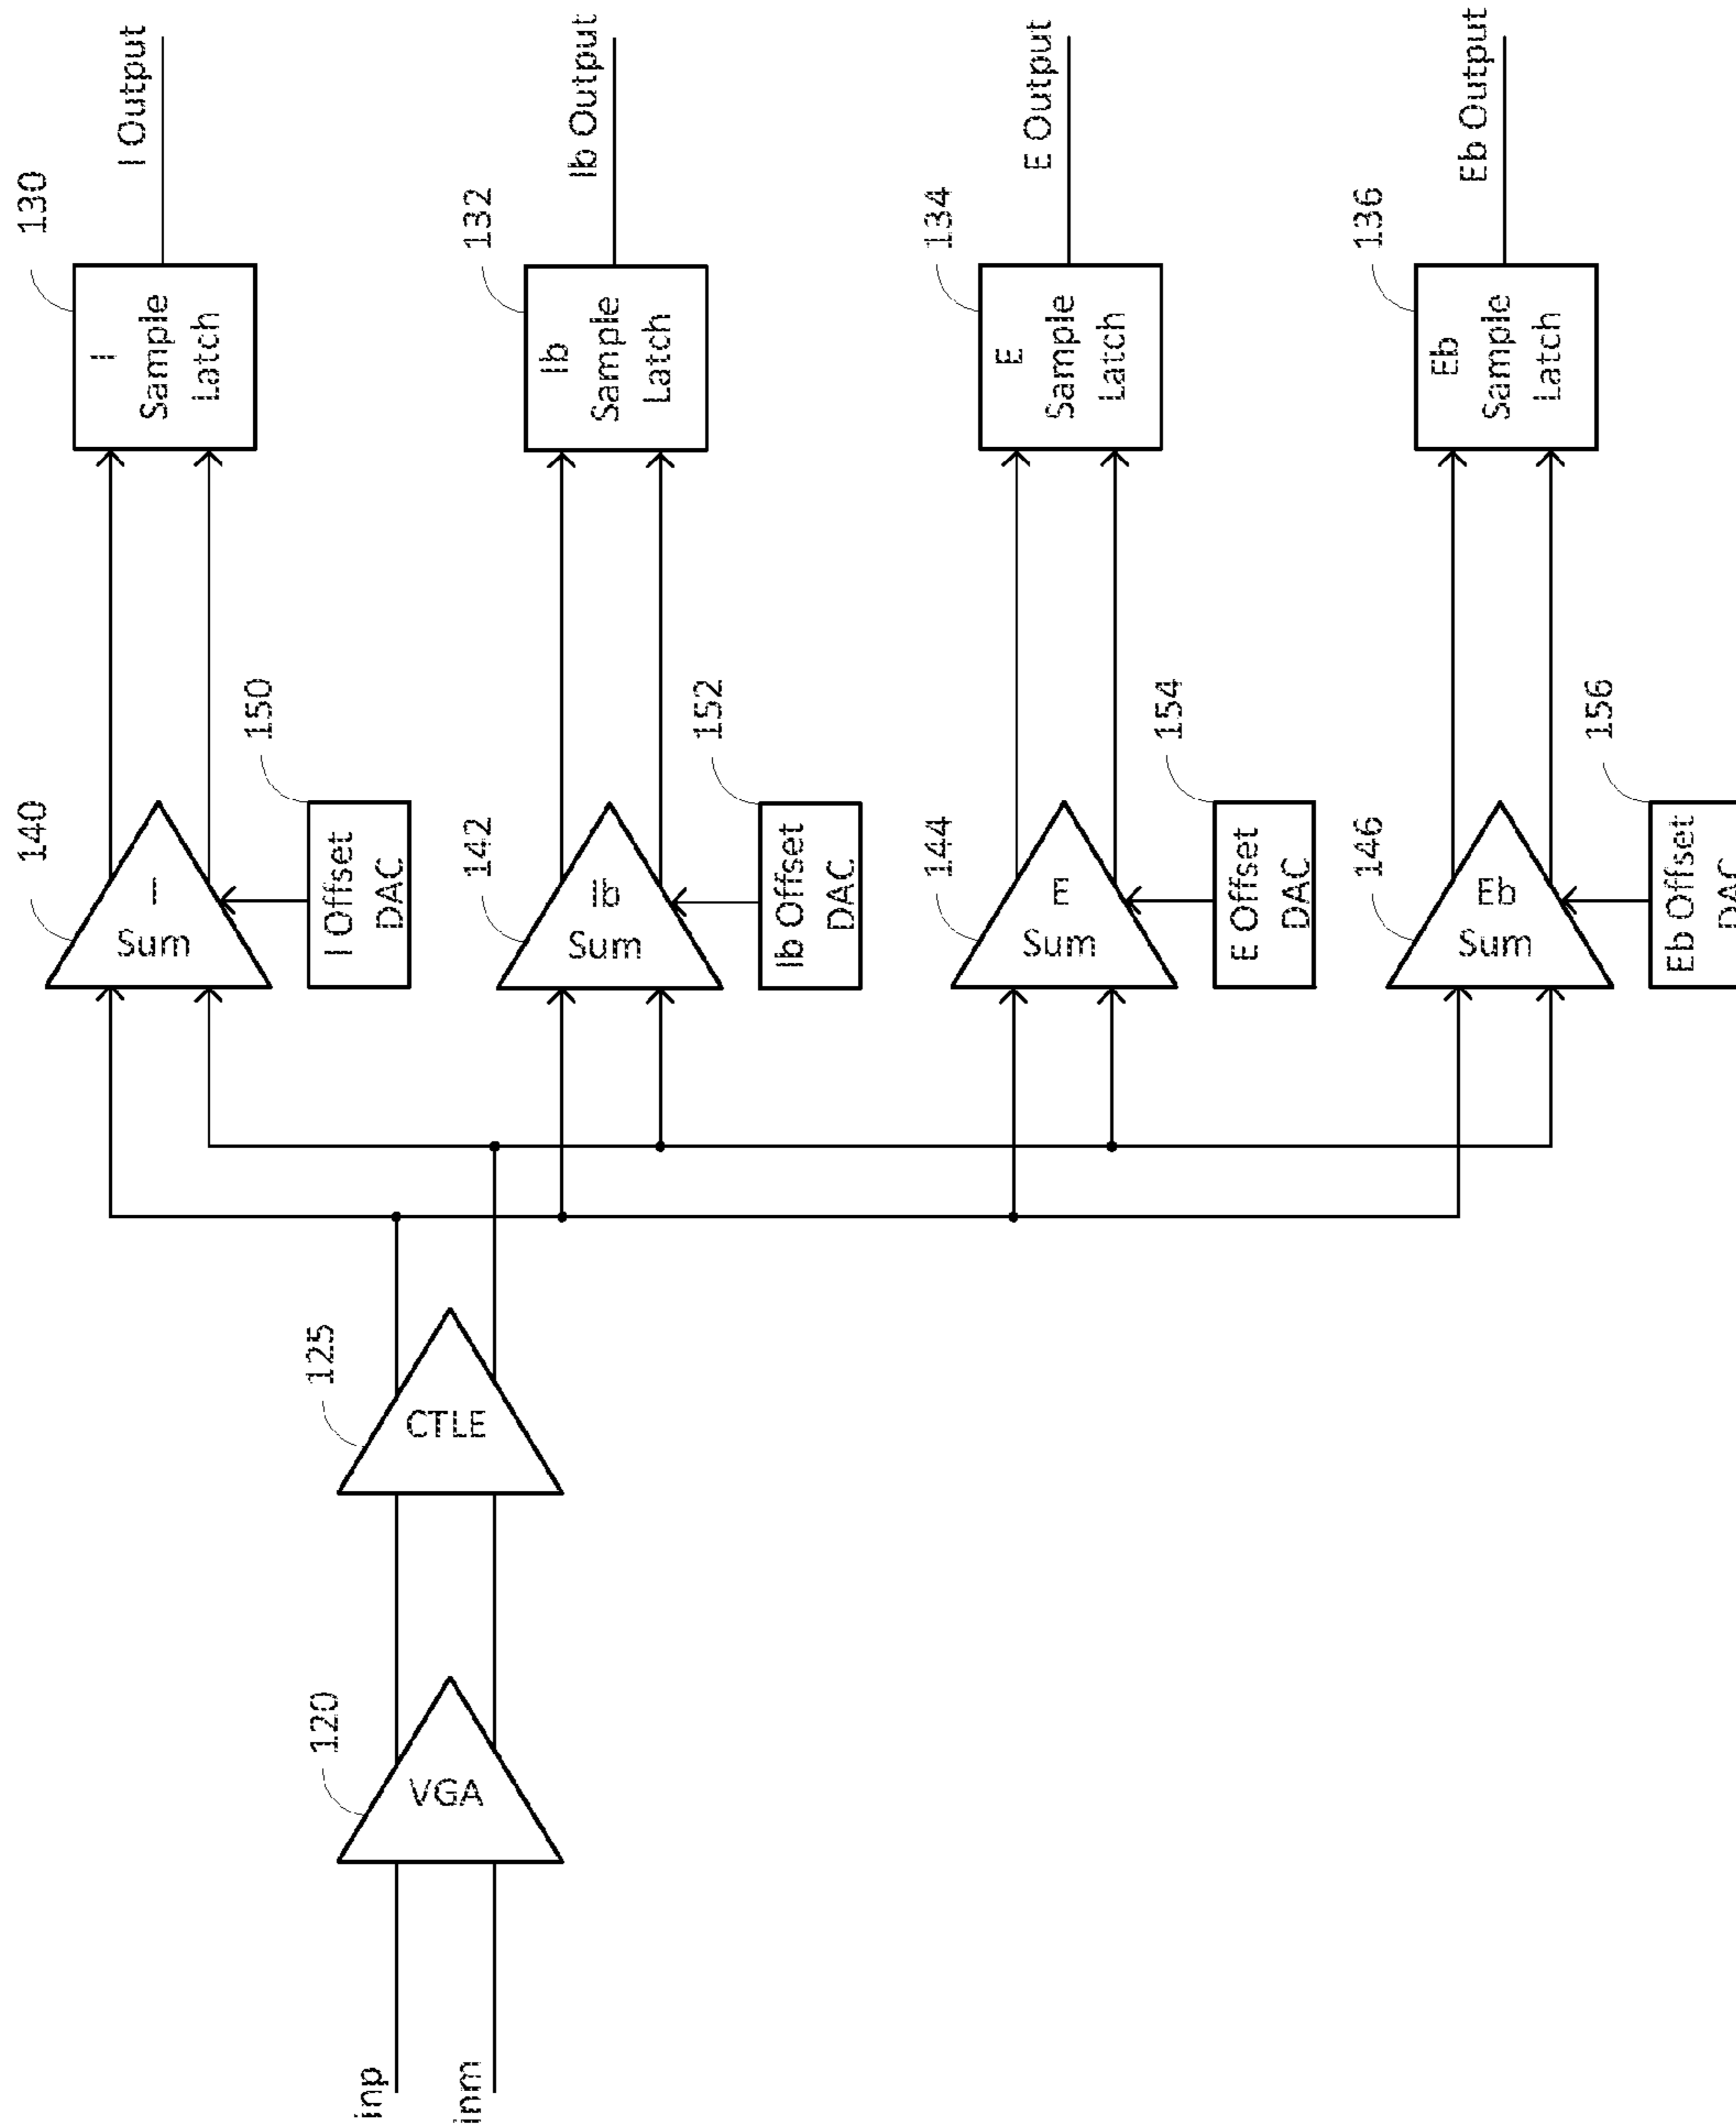 inp
inm
120
VGA
125
CTLE
140
I
Sum
150
I Offset
DAC
130
I
Sample
Latch
I Output
142
Ib
Sum
152
Ib Offset
DAC
132
Ib
Sample
Latch
Ib Output
144
E
Sum
154
E Offset
DAC
134
E
Sample
Latch
E Output
146
Eb
Sum
156
Eb Offset
DAC
136
Eb
Sample
Latch
Eb Output